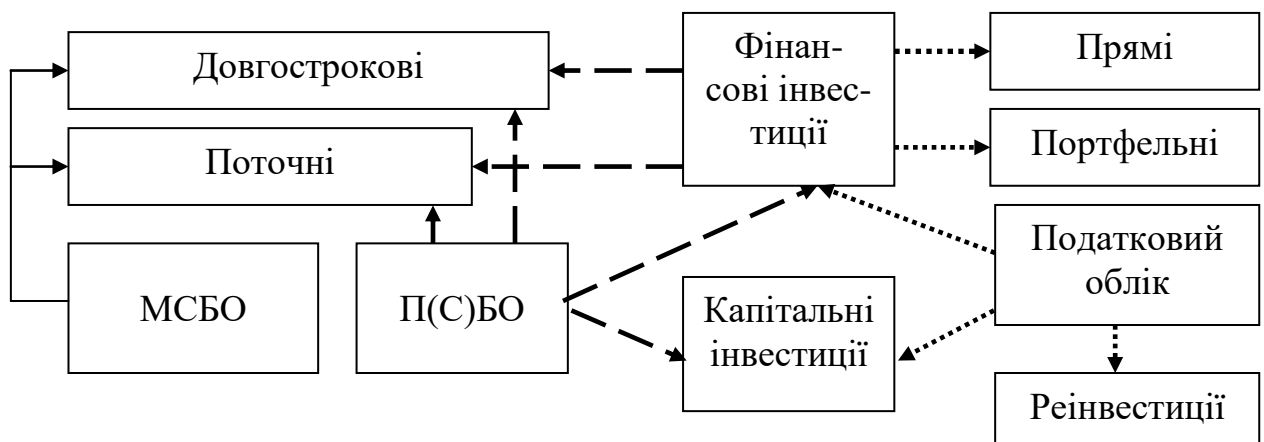 Довгострокові
Поточні
МСБО
П(С)БО
Фінан-
сові інвес-
тиції
Капітальні
інвестиції
Прямі
Портфельні
Податковий
облік
Реінвестиції